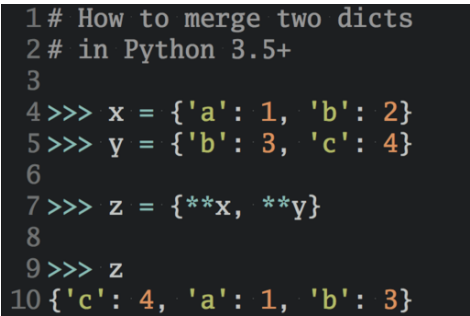 1 # How to merge two dicts
2 # in Python 3.5+
3
4 >>> x = {'a': 1, 'b': 2}
5 >>> y = {'b': 3, 'c': 4}
6
7 >>> z = {**x, **y}
8
9 >>> z
10 {'c': 4, 'a': 1, 'b': 3}